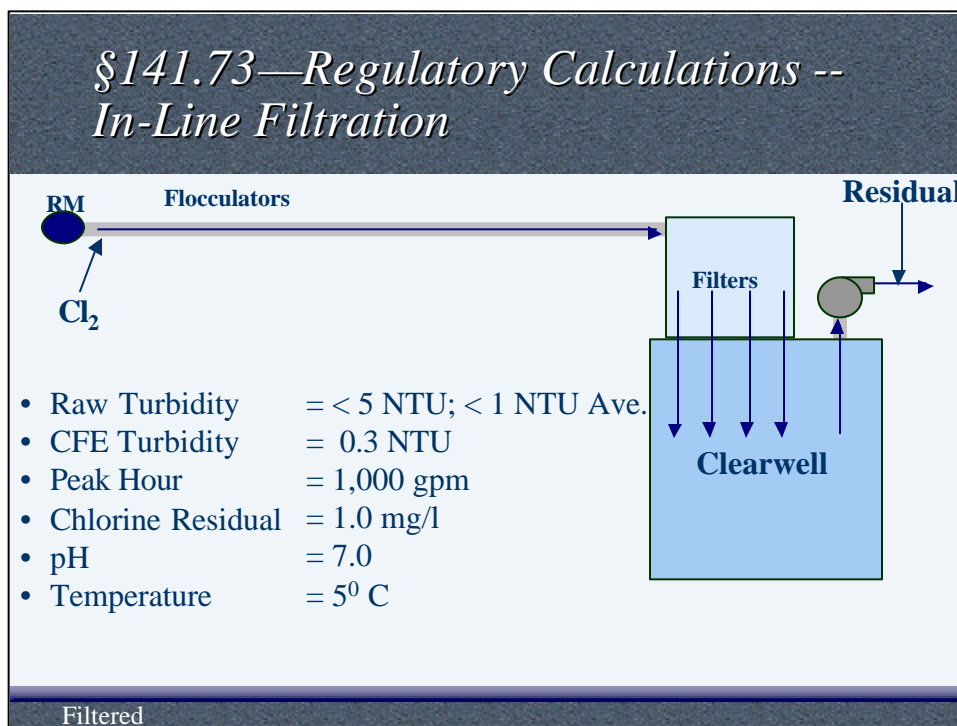 §141.73—Regulatory Calculations --
In-Line Filtration
RM
Flocculators
Residual
Cl₂
Filters
• Raw Turbidity = < 5 NTU; < 1 NTU Ave.
• CFE Turbidity = 0.3 NTU
• Peak Hour = 1,000 gpm
• Chlorine Residual = 1.0 mg/l
• pH = 7.0
• Temperature = 5⁰ C
Clearwell
Filtered